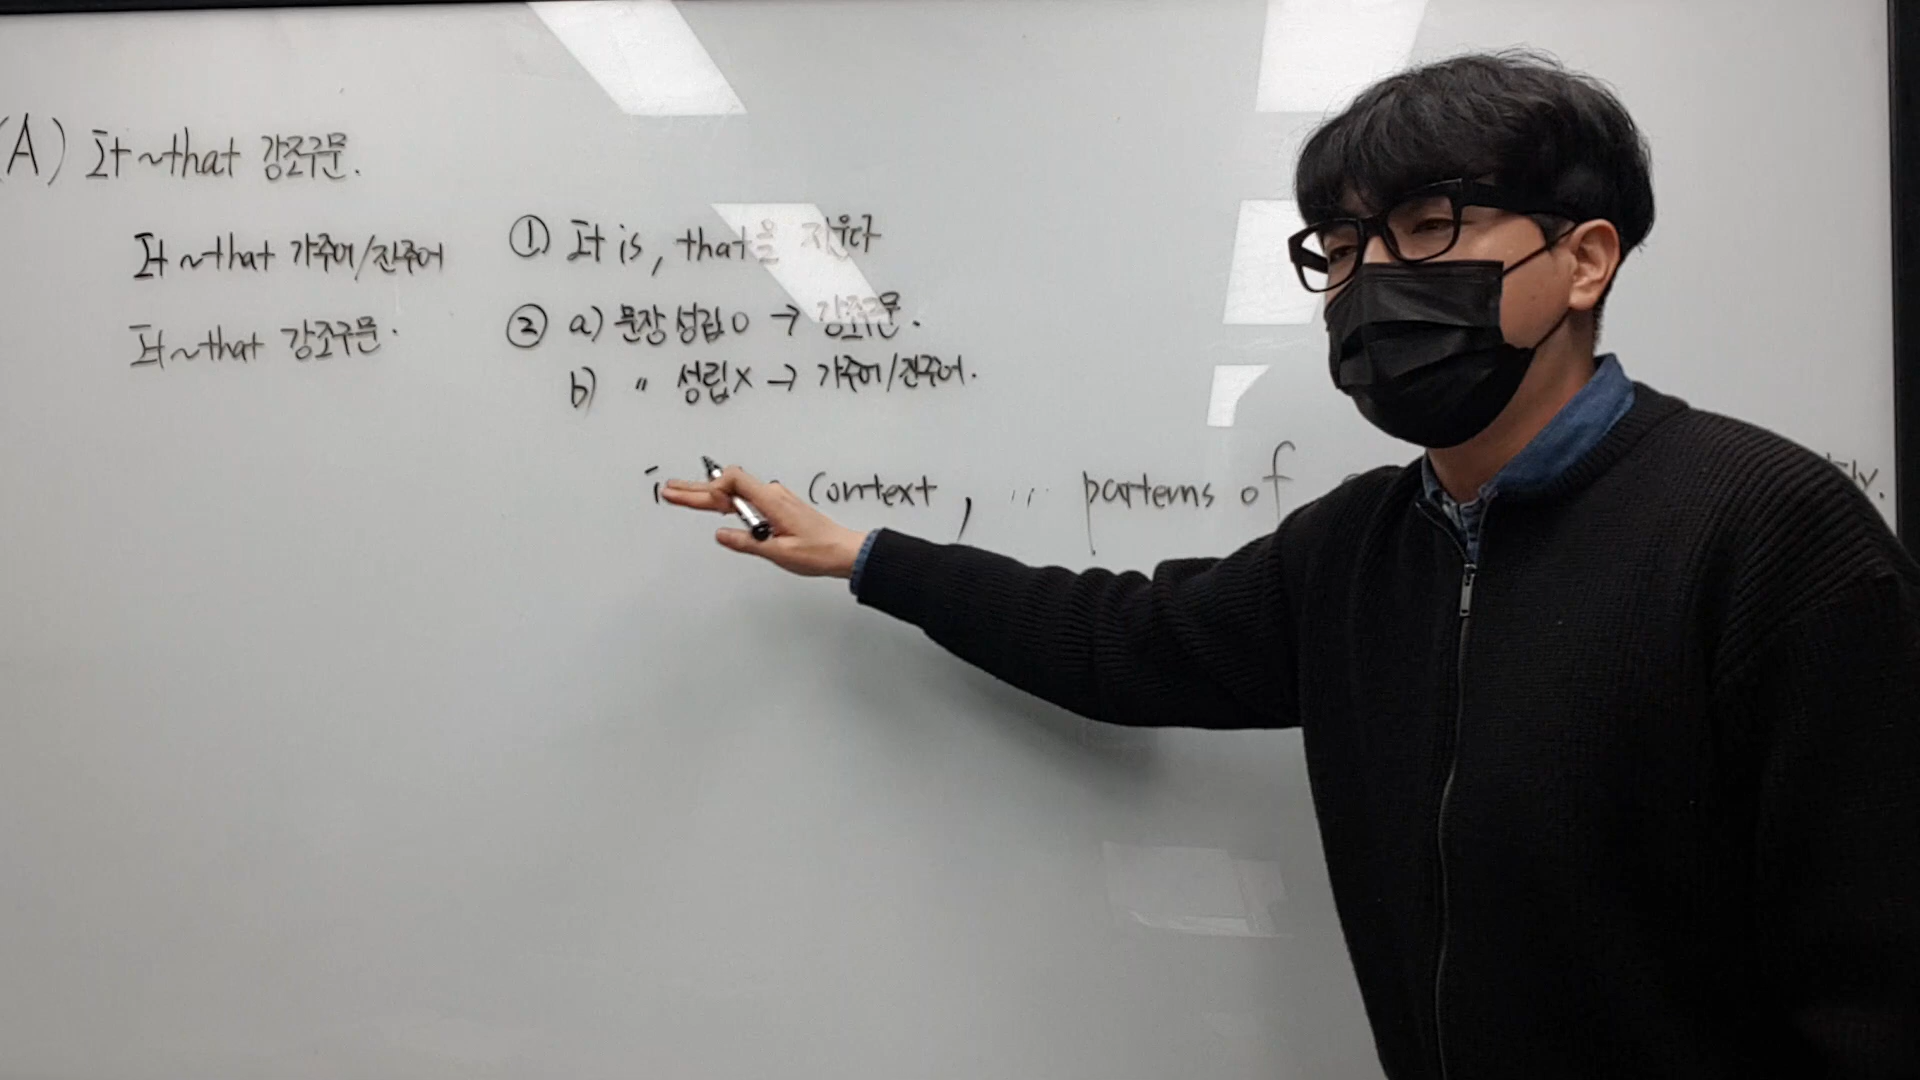 (A) It ~that 강조구문.
It ~that 가주어/진주어
It ~that 강조구문.
① It is, that을 지운다
② a) 문장 성립 O → 강조구문.
b) 〃 성립 X → 가주어/진주어.
context, ... patterns of